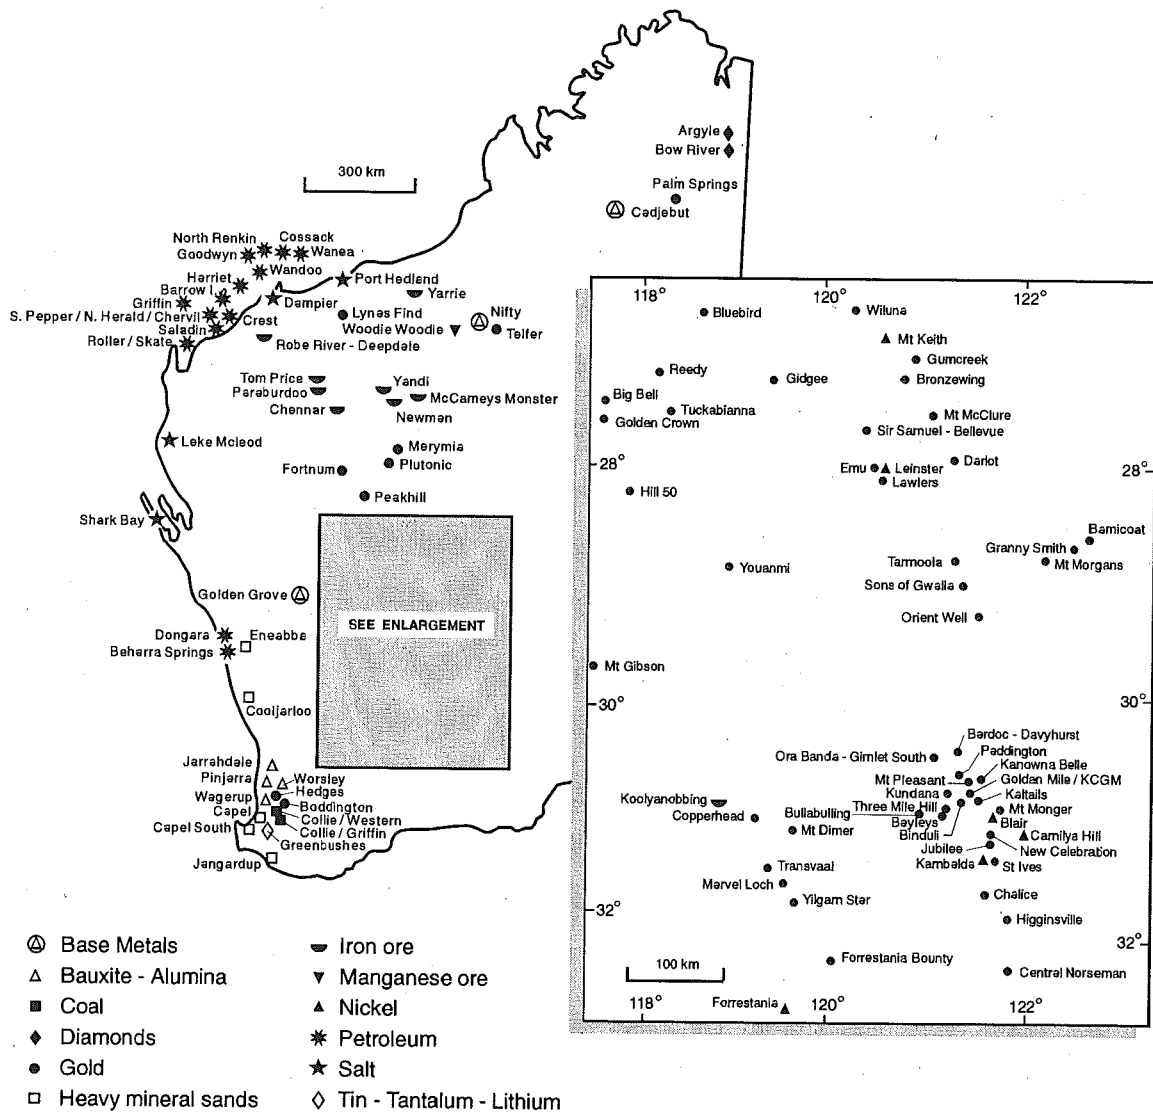 Argyle
Bow River
Palm Springs
Cadjebut
300 km
North Renkin
Cossack
Goodwyn
Wanea
Wandoo
Harriet
Port Hedland
Barrow I.
Yarrie
Griffin
Dampier
Lynas Find
Nifty
S. Pepper / N. Herald / Chervil
Crest
Woodie Woodie
Telfer
Saladin
Roller / Skate
Robe River - Deepdale
Tom Price
Yandi
Paraburdoo
McCameys Monster
Channar
Newman
Lake Mcleod
Merymia
Plutonic
Fortnum
Peakhill
Shark Bay
Golden Grove
SEE ENLARGEMENT
Dongara
Eneabba
Beharra Springs
Cooljarloo
Jarrahdale
Pinjarra
Worsley
Wagerup
Hedges
Boddington
Capel
Collie / Western
Capel South
Collie / Griffin
Greenbushes
Jangardup
118°
120°
122°
Bluebird
Wiluna
Mt Keith
Gumcreek
Reedy
Gidgee
Bronzewing
Big Bell
Tuckabianna
Mt McClure
Golden Crown
Sir Samuel - Bellevue
Darlot
28°
Emu
Leinster
28°
Lawlers
Hill 50
Barnicoat
Granny Smith
Youanmi
Tarmoola
Mt Morgans
Sons of Gwalia
Orient Well
Mt Gibson
30°
30°
Bardoc - Davyhurst
Ora Banda - Gimlet South
Paddington
Kanowna Belle
Mt Pleasant
Golden Mile / KCGM
Kundana
Kaltails
Koolyanobbing
Three Mile Hill
Mt Monger
Copperhead
Bullabulling
Bayleys
Blair
Mt Dimer
Binduli
Carnilya Hill
Jubilee
New Celebration
Kambalda
St Ives
Transvaal
Marvel Loch
Chalice
Yilgarn Star
32°
Higginsville
32°
Forrestania Bounty
Central Norseman
100 km
Forrestania
118°
120°
122°
Base Metals
Iron ore
Bauxite - Alumina
Manganese ore
Coal
Nickel
Diamonds
Petroleum
Gold
Salt
Heavy mineral sands
Tin - Tantalum - Lithium